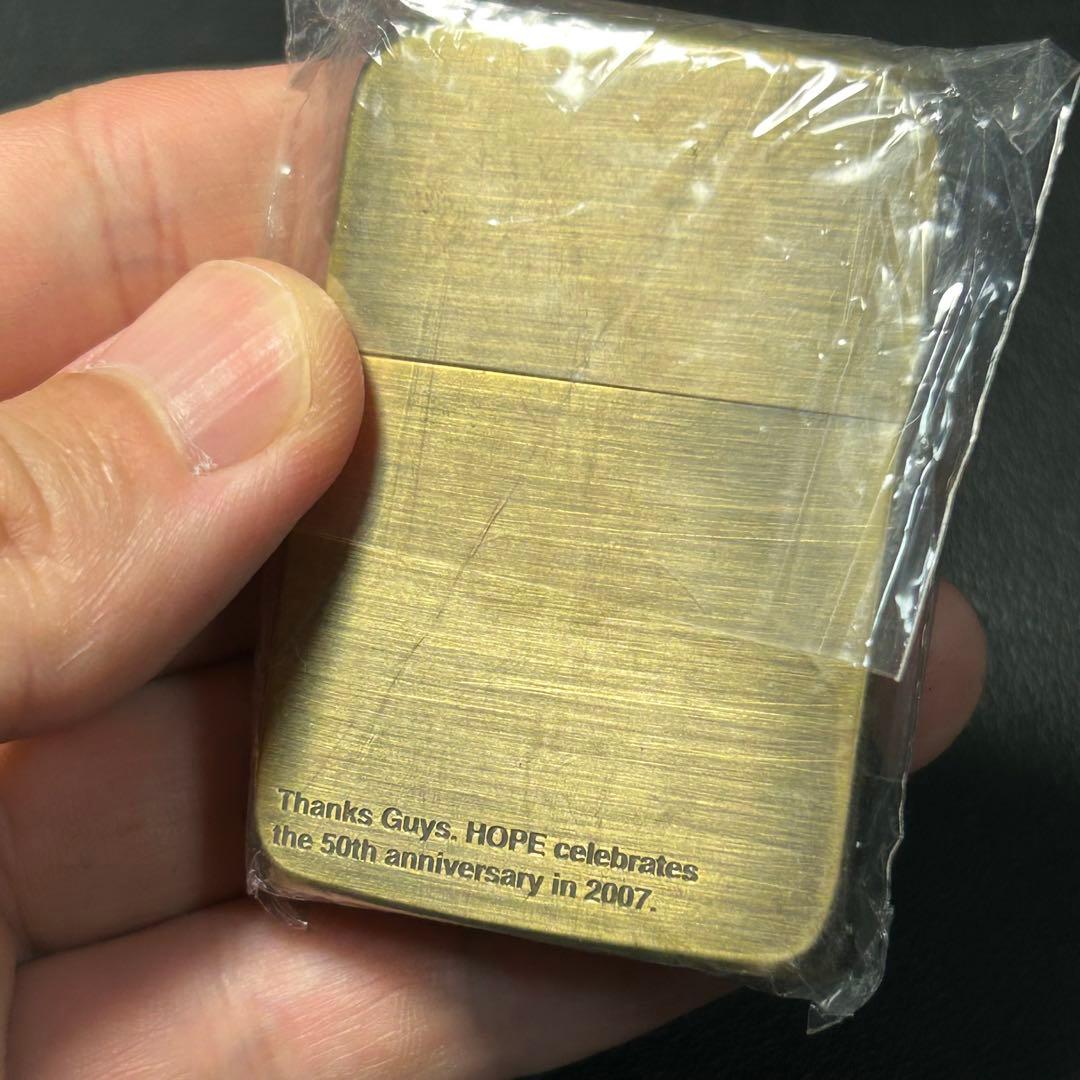 Thanks Guys. HOPE celebrates
the 50th anniversary in 2007.